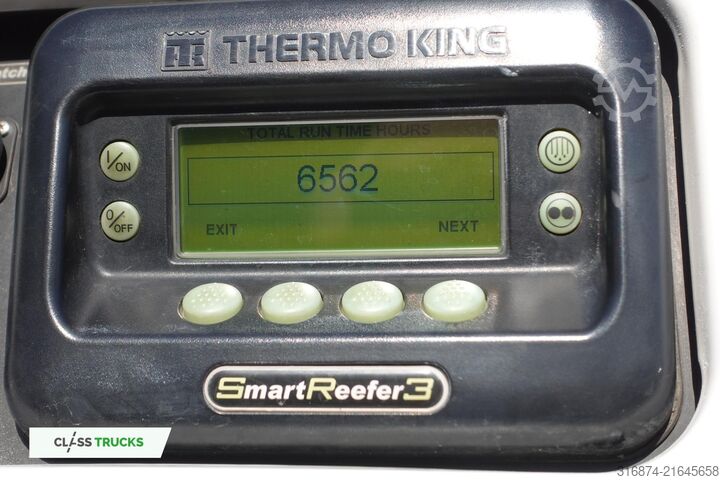 THERMO KING
TOTAL RUN TIME HOURS
6562
EXIT NEXT
I/ON
O/OFF
SmartReefer3
CLASS TRUCKS
316874-21645658